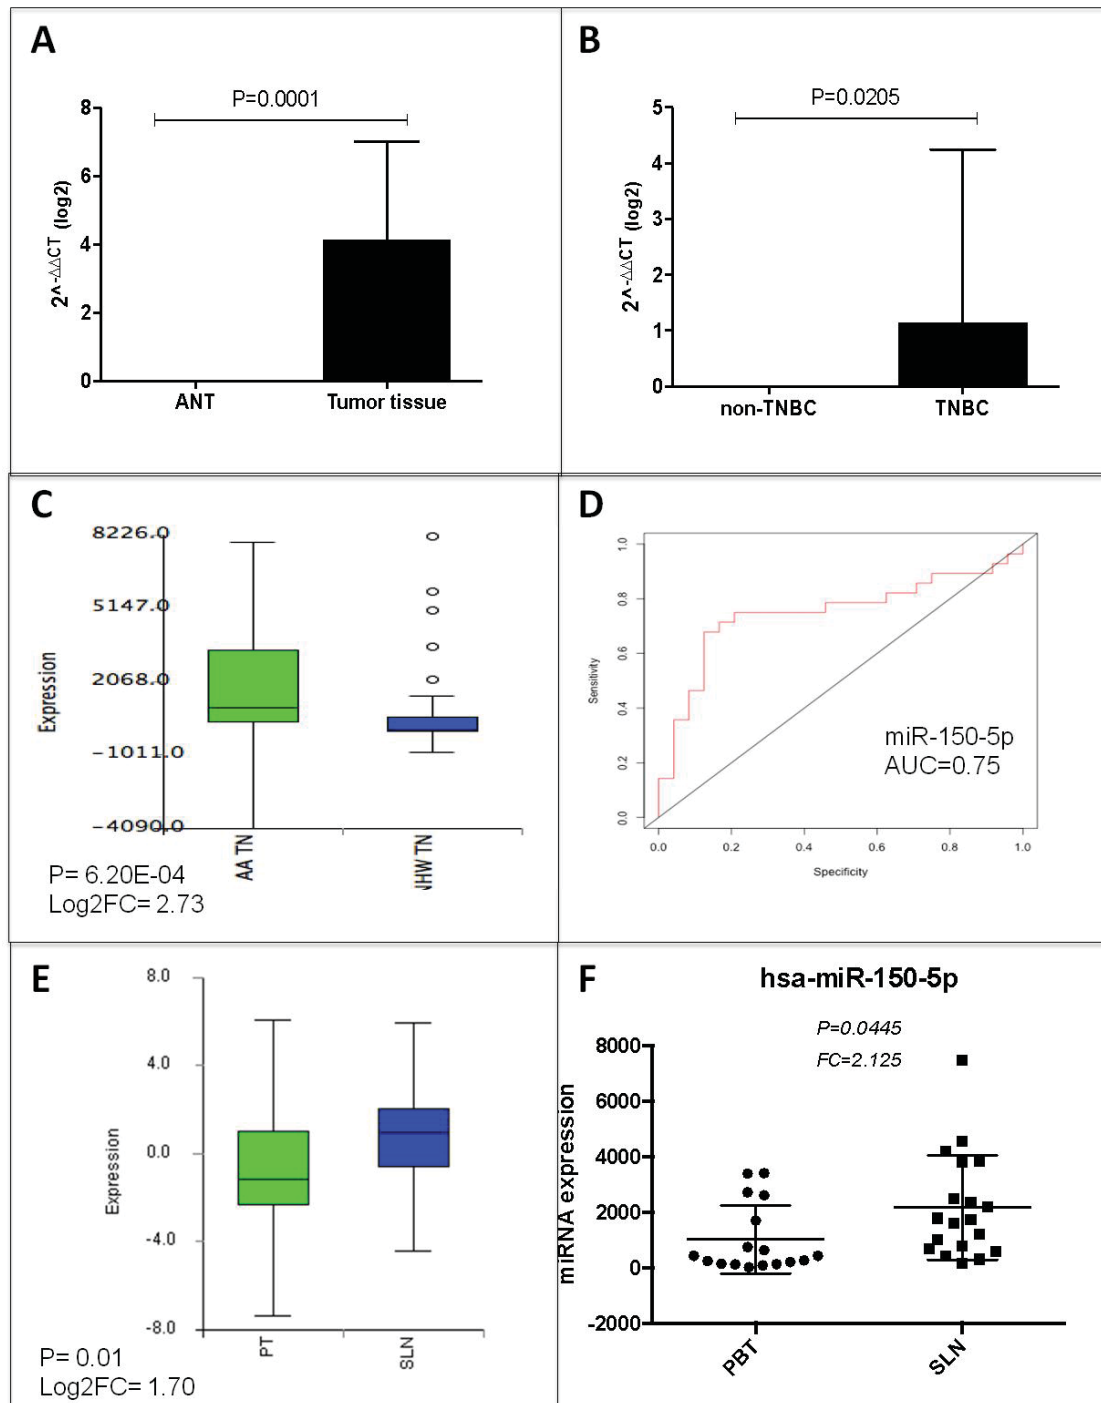 A
P=0.0001
8
6
4
2
0
2^-ΔΔCT (log2)
ANT
Tumor tissue
B
P=0.0205
5
4
3
2
1
0
2^-ΔΔCT (log2)
non-TNBC
TNBC
C
8226.0
5147.0
2068.0
-1011.0
-4090.0
Expression
AA TN
NHW TN
P= 6.20E-04
Log2FC= 2.73
D
1.0
0.8
0.6
0.4
0.2
0.0
Sensitivity
miR-150-5p
AUC=0.75
0.0
0.2
0.4
0.6
0.8
1.0
Specificity
E
8.0
4.0
0.0
-4.0
-8.0
Expression
PT
SLN
P= 0.01
Log2FC= 1.70
F
hsa-miR-150-5p
P=0.0445
FC=2.125
8000
6000
4000
2000
0
-2000
miRNA expression
PBT
SLN